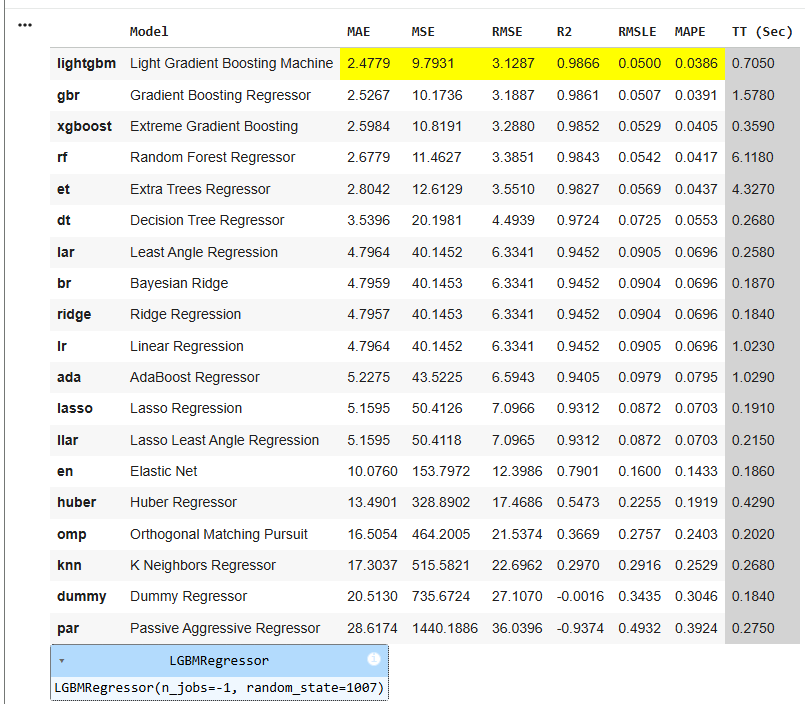 Model MAE MSE RMSE R2 RMSLE MAPE TT (Sec)
lightgbm Light Gradient Boosting Machine 2.4779 9.7931 3.1287 0.9866 0.0500 0.0386 0.7050
gbr Gradient Boosting Regressor 2.5267 10.1736 3.1887 0.9861 0.0507 0.0391 1.5780
xgboost Extreme Gradient Boosting 2.5984 10.8191 3.2880 0.9852 0.0529 0.0405 0.3590
rf Random Forest Regressor 2.6779 11.4627 3.3851 0.9843 0.0542 0.0417 6.1180
et Extra Trees Regressor 2.8042 12.6129 3.5510 0.9827 0.0569 0.0437 4.3270
dt Decision Tree Regressor 3.5396 20.1981 4.4939 0.9724 0.0725 0.0553 0.2680
lar Least Angle Regression 4.7964 40.1452 6.3341 0.9452 0.0905 0.0696 0.2580
br Bayesian Ridge 4.7959 40.1453 6.3341 0.9452 0.0904 0.0696 0.1870
ridge Ridge Regression 4.7957 40.1453 6.3341 0.9452 0.0904 0.0696 0.1840
lr Linear Regression 4.7964 40.1452 6.3341 0.9452 0.0905 0.0696 1.0230
ada AdaBoost Regressor 5.2275 43.5225 6.5943 0.9405 0.0979 0.0795 1.0290
lasso Lasso Regression 5.1595 50.4126 7.0966 0.9312 0.0872 0.0703 0.1910
llar Lasso Least Angle Regression 5.1595 50.4118 7.0965 0.9312 0.0872 0.0703 0.2150
en Elastic Net 10.0760 153.7972 12.3986 0.7901 0.1600 0.1433 0.1860
huber Huber Regressor 13.4901 328.8902 17.4686 0.5473 0.2255 0.1919 0.4290
omp Orthogonal Matching Pursuit 16.5054 464.2005 21.5374 0.3669 0.2757 0.2403 0.2020
knn K Neighbors Regressor 17.3037 515.5821 22.6962 0.2970 0.2916 0.2529 0.2680
dummy Dummy Regressor 20.5130 735.6724 27.1070 -0.0016 0.3435 0.3046 0.1840
par Passive Aggressive Regressor 28.6174 1440.1886 36.0396 -0.9374 0.4932 0.3924 0.2750
LGBMRegressor
LGBMRegressor(n_jobs=-1, random_state=1007)